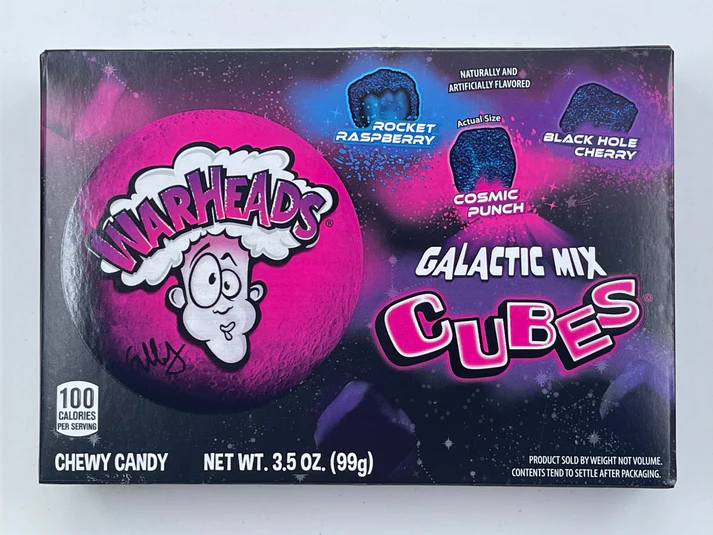 NATURALLY AND
ARTIFICIALLY FLAVORED
ROCKET
RASPBERRY
Actual Size
BLACK HOLE
CHERRY
COSMIC
PUNCH
WARHEADS®
GALACTIC MIX
CUBES®
100
CALORIES
PER SERVING
CHEWY CANDY
NET WT. 3.5 OZ. (99g)
PRODUCT SOLD BY WEIGHT NOT VOLUME.
CONTENTS TEND TO SETTLE AFTER PACKAGING.